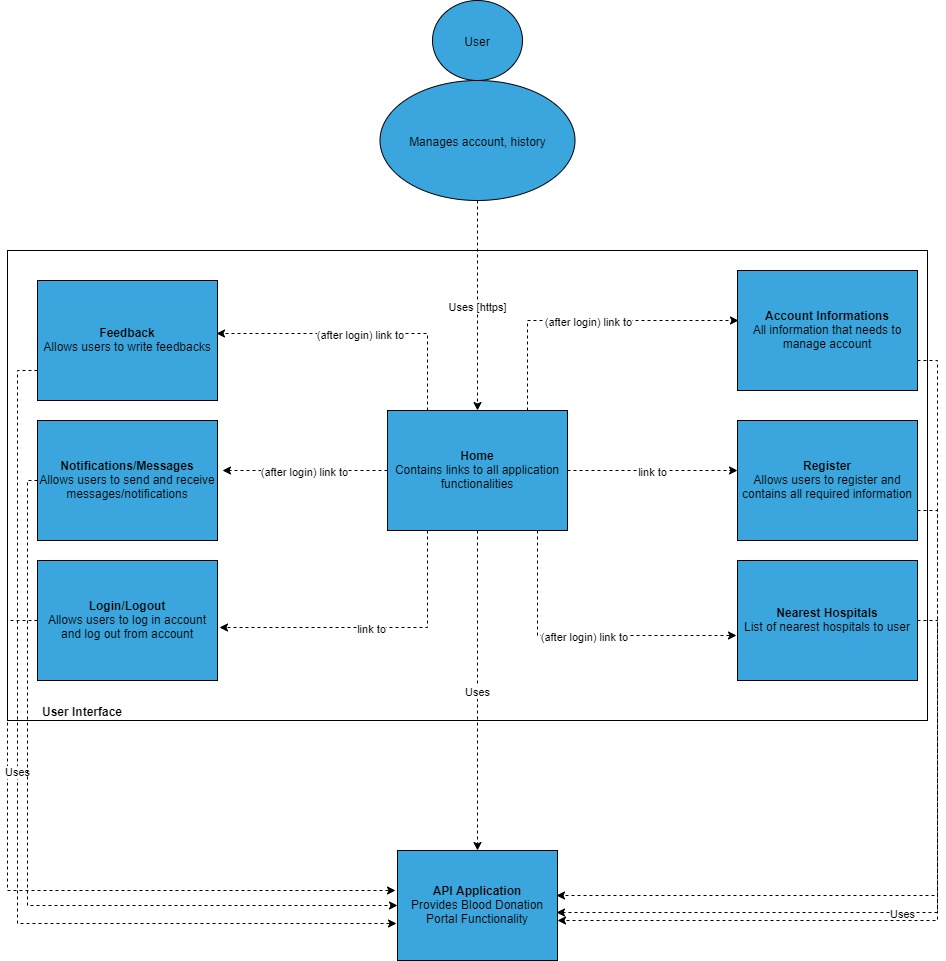 User
Manages account, history
Uses [https]
Feedback
Allows users to write feedbacks
(after login) link to
(after login) link to
Account Informations
All information that needs to
manage account
Notifications/Messages
Allows users to send and receive
messages/notifications
(after login) link to
Home
Contains links to all application
functionalities
link to
Register
Allows users to register and
contains all required information
Login/Logout
Allows users to log in account
and log out from account
link to
(after login) link to
Nearest Hospitals
List of nearest hospitals to user
Uses
User Interface
Uses
API Application
Provides Blood Donation
Portal Functionality
Uses